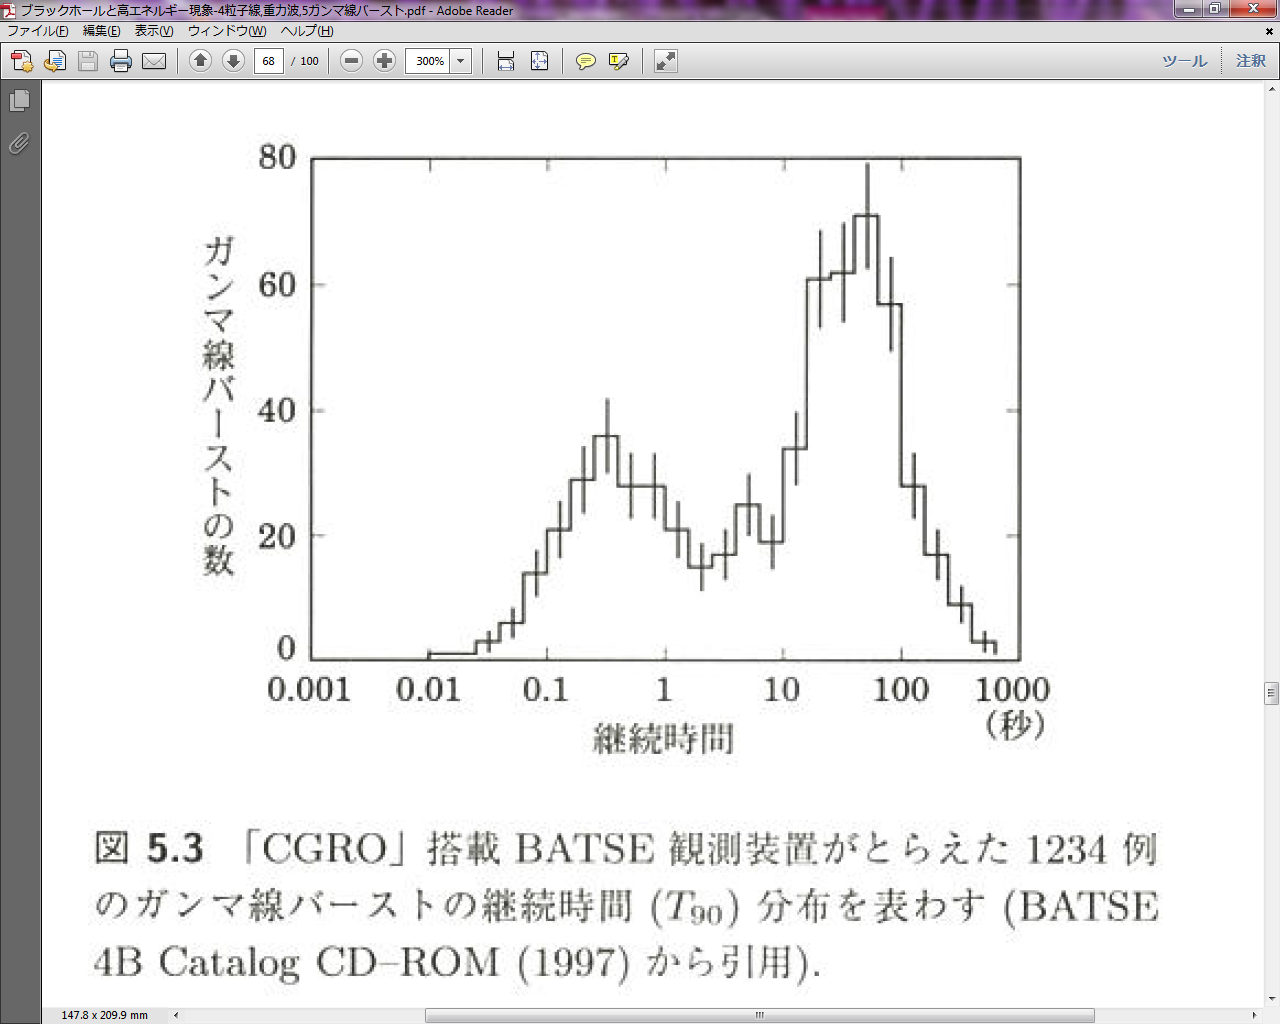 ブラックホールと高エネルギー現象-4粒子線,重力波,5ガンマ線バースト.pdf - Adobe Reader
ファイル(F) 編集(E) 表示(V) ウィンドウ(W) ヘルプ(H)
68 / 100 300% ツール 注釈
80
60
40
20
0
ガンマ線バーストの数
0.001 0.01 0.1 1 10 100 1000
(秒)
継続時間
図 5.3 「CGRO」搭載 BATSE 観測装置がとらえた 1234 例
のガンマ線バーストの継続時間 (T90) 分布を表わす (BATSE
4B Catalog CD–ROM (1997) から引用).
147.8 x 209.9 mm